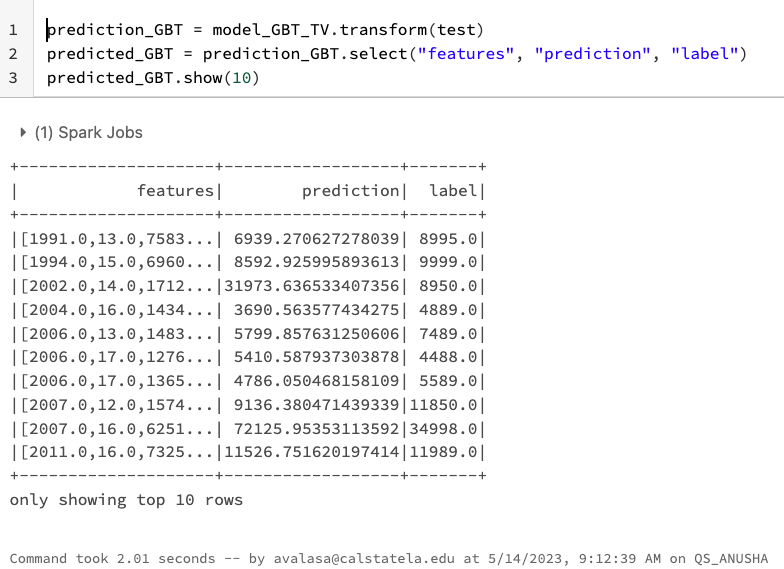 1 prediction_GBT = model_GBT_TV.transform(test)
2 predicted_GBT = prediction_GBT.select("features", "prediction", "label")
3 predicted_GBT.show(10)
(1) Spark Jobs
+--------------------+------------------+-------+
|            features|        prediction|  label|
+--------------------+------------------+-------+
|[1991.0,13.0,7583...| 6939.270627278039| 8995.0|
|[1994.0,15.0,6960...| 8592.925995893613| 9999.0|
|[2002.0,14.0,1712...|31973.636533407356| 8950.0|
|[2004.0,16.0,1434...| 3690.563577434275| 4889.0|
|[2006.0,13.0,1483...| 5799.857631250606| 7489.0|
|[2006.0,17.0,1276...| 5410.587937303878| 4488.0|
|[2006.0,17.0,1365...| 4786.050468158109| 5589.0|
|[2007.0,12.0,1574...| 9136.380471439339|11850.0|
|[2007.0,16.0,6251...| 72125.95353113592|34998.0|
|[2011.0,16.0,7325...|11526.751620197414|11989.0|
+--------------------+------------------+-------+
only showing top 10 rows
Command took 2.01 seconds -- by avalasa@calstatela.edu at 5/14/2023, 9:12:39 AM on QS_ANUSHA